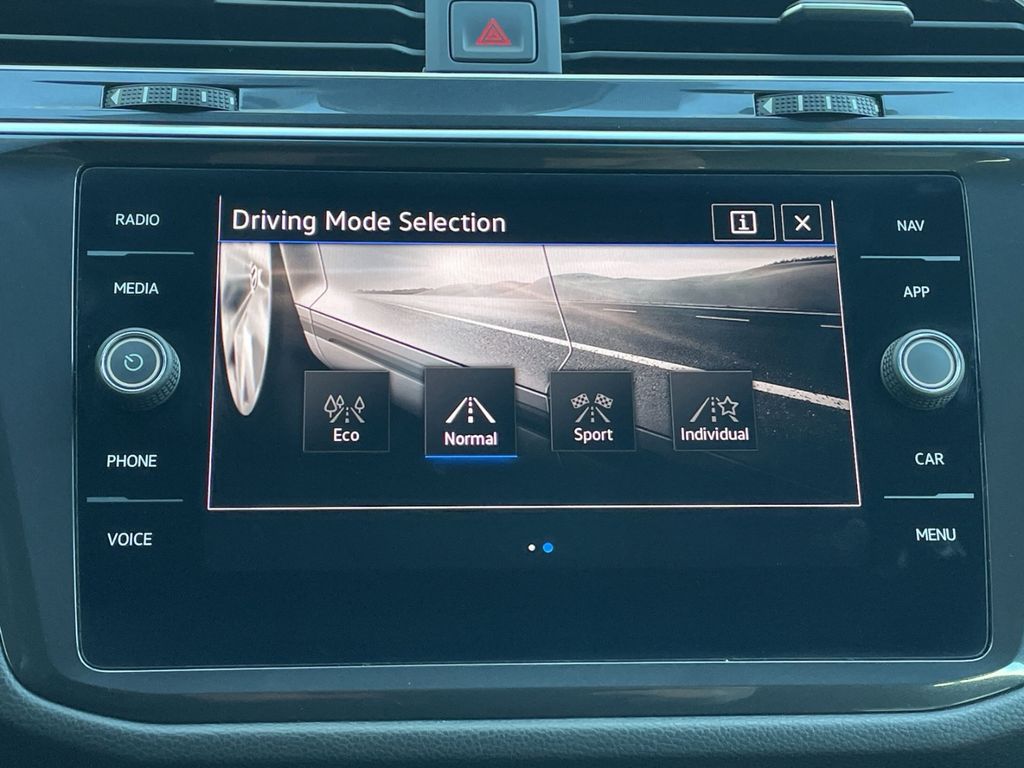 RADIO
MEDIA
PHONE
VOICE
Driving Mode Selection
i
X
Eco
Normal
Sport
Individual
NAV
APP
CAR
MENU